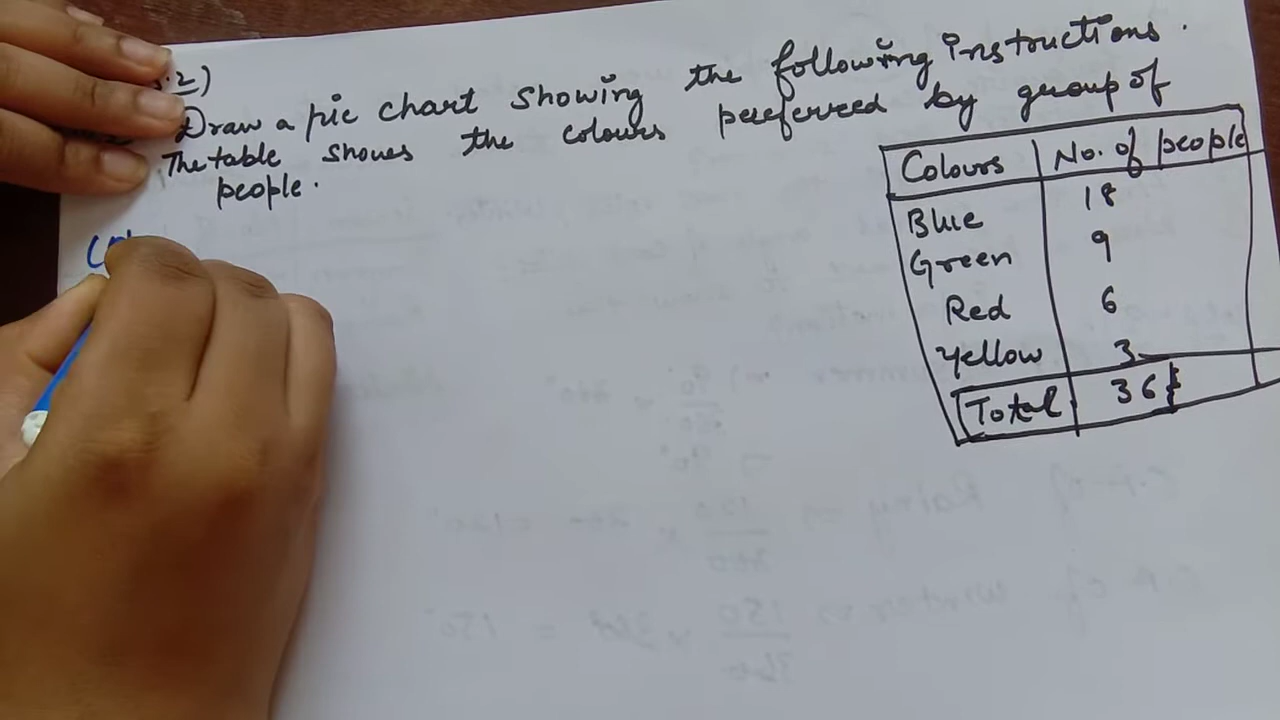 .2)
Draw a pie chart showing the following instructions.
The table shows the colours preferred by group of
people.
Colours No. of people
Blue 18
Green 9
Red 6
Yellow 3
Total 36